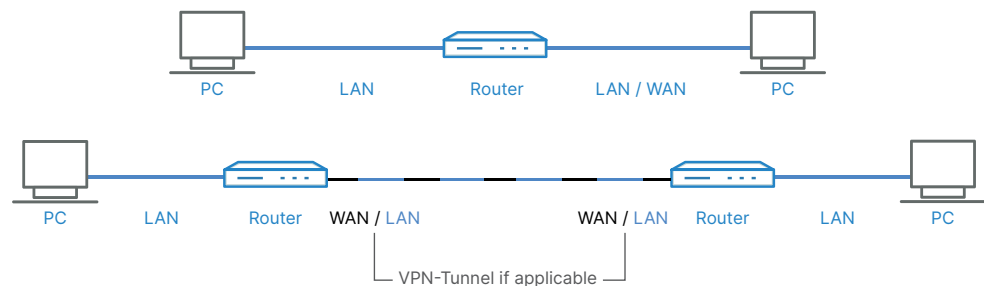 PC LAN Router LAN / WAN PC
PC LAN Router WAN / LAN WAN / LAN Router LAN PC
VPN-Tunnel if applicable